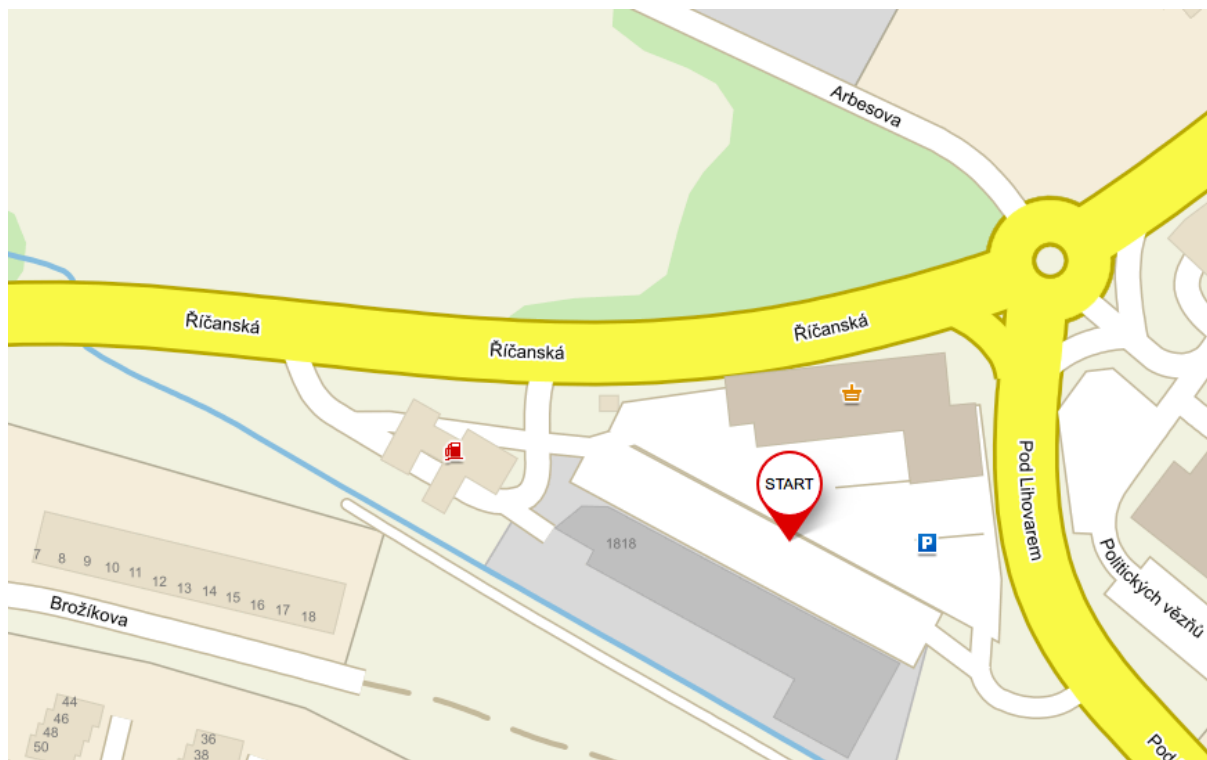 Arbesova
Říčanská
Říčanská
Říčanská
START
Pod Lihovarem
P
1818
Politických vězňů
7 8 9 10 11 12 13 14 15 16 17 18
Brožíkova
44
46
48
50
36
38
Pod